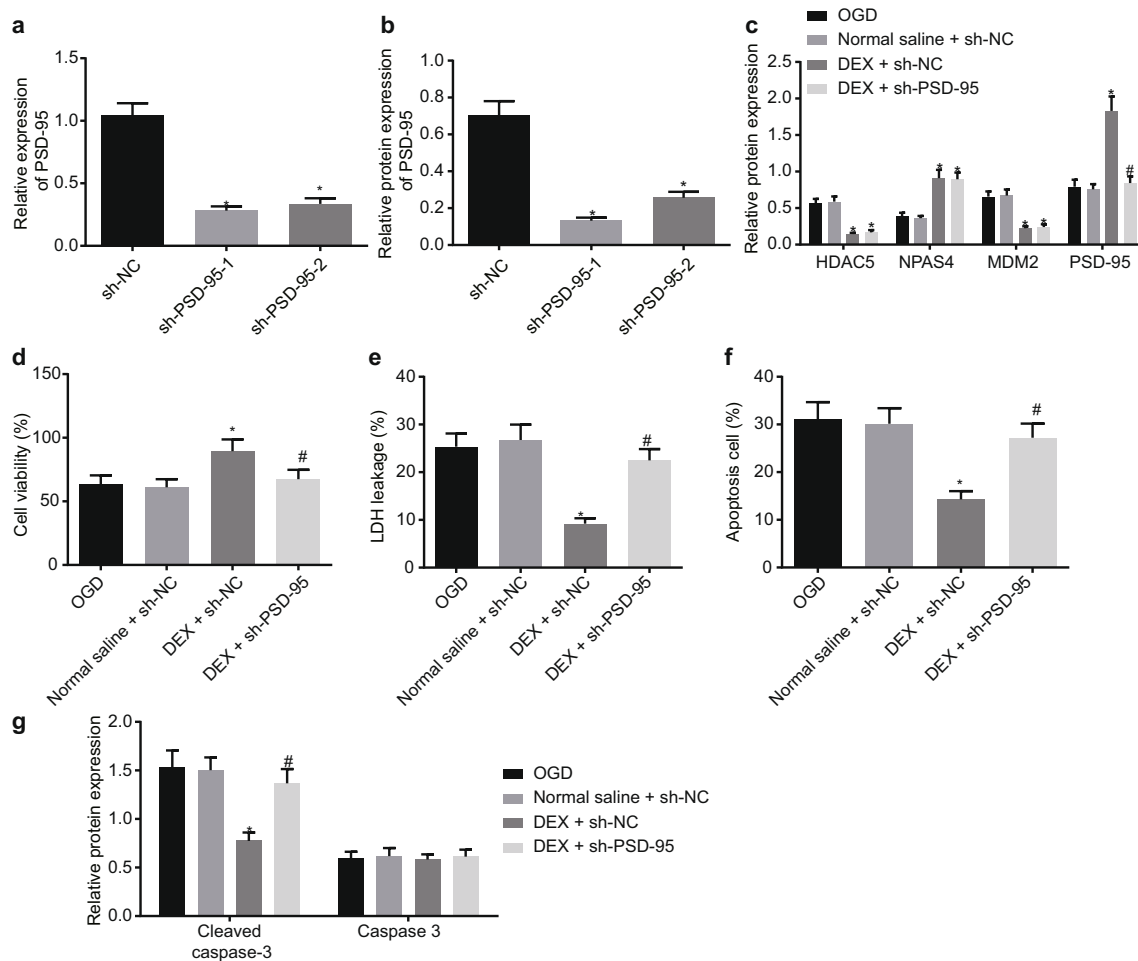 a
Relative expression
of PSD-95
1.5
1.0
0.5
0.0
*
*
sh-NC
sh-PSD-95-1
sh-PSD-95-2
b
Relative protein expression
of PSD-95
0.8
0.6
0.4
0.2
0.0
*
*
sh-NC
sh-PSD-95-1
sh-PSD-95-2
c
OGD
Normal saline + sh-NC
DEX + sh-NC
DEX + sh-PSD-95
Relative protein expression
2.5
2.0
1.5
1.0
0.5
0.0
* *
* *
* *
* #
HDAC5 NPAS4 MDM2 PSD-95
d
Cell viability (%)
150
100
50
0
*
#
OGD
Normal saline + sh-NC
DEX + sh-NC
DEX + sh-PSD-95
e
LDH leakage (%)
40
30
20
10
0
*
#
OGD
Normal saline + sh-NC
DEX + sh-NC
DEX + sh-PSD-95
f
Apoptosis cell (%)
40
30
20
10
0
*
#
OGD
Normal saline + sh-NC
DEX + sh-NC
DEX + sh-PSD-95
g
Relative protein expression
2.0
1.5
1.0
0.5
0.0
*
#
Cleaved
caspase-3
Caspase 3
OGD
Normal saline + sh-NC
DEX + sh-NC
DEX + sh-PSD-95